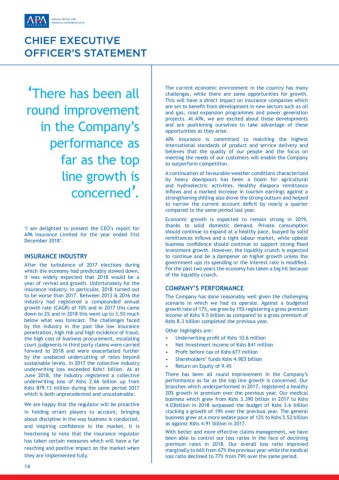 APA
ANNUAL REPORT AND
FINANCIAL STATEMENTS 2018
CHIEF EXECUTIVE
OFFICER'S STATEMENT
'There has been all
round improvement
in the Company's
performance as
far as the top
line growth is
concerned'.
"I am delighted to present the CEO's report for
APA Insurance Limited for the year ended 31st
December 2018".
INSURANCE INDUSTRY
After the turbulence of 2017 elections during
which the economy had predictably slowed down,
it was widely expected that 2018 would be a
year of revival and growth. Unfortunately for the
insurance industry, in particular, 2018 turned out
to be worse than 2017. Between 2013 & 2016 the
industry had registered a compounded annual
growth rate (CAGR) of 10% and in 2017 this came
down to 2% and in 2018 this went up to 3.5% much
below what was forecast. The challenges faced
by the industry in the past like low insurance
penetration, high risk and high incidence of fraud,
the high cost of business procurement, escalating
court judgments in third party claims were carried
forward to 2018 and were exacerbated further
by the unabated undercutting of rates beyond
sustainable levels. In 2017 the collective industry
underwriting loss exceeded Kshs1 billion. As at
June 2018, the industry registered a collective
underwriting loss of Kshs 2.66 billion up from
Kshs 879.13 million during the same period 2017
which is both unprecedented and unsustainable.
We are happy that the regulator will be proactive
in holding errant players to account, bringing
about discipline in the way business is conducted,
and inspiring confidence in the market. It is
heartening to note that the insurance regulator
has taken certain measures which will have a far
reaching and positive impact on the market when
they are implemented fully.
14
The current economic environment in the country has many
challenges, while there are some opportunities for growth.
This will have a direct impact on insurance companies which
are set to benefit from development in new sectors such as oil
and gas, road expansion programmes and power generation
projects. At APA, we are excited about these developments
and are positioning ourselves to take advantage of these
opportunities as they arise.
APA Insurance is committed to matching the highest
international standards of product and service delivery and
believes that the quality of our people and the focus on
meeting the needs of our customers will enable the Company
to outperform competition.
A continuation of favourable weather conditions characterized
by heavy downpours has been a boom for agricultural
and hydroelectric activities. Healthy diaspora remittance
inflows and a marked increase in tourism earnings against a
strengthening shilling also drove the strong outturn and helped
to narrow the current account deficit by nearly a quarter
compared to the same period last year.
Economic growth is expected to remain strong in 2019,
thanks to solid domestic demand. Private consumption
should continue to expand at a healthy pace, buoyed by solid
remittances inflows and a tight labour market, while upbeat
business confidence should continue to support strong fixed
investment growth. However, the liquidity crunch is expected
to continue and be a dampener on higher growth unless the
government ups its spending or the interest rate is modified.
For the past two years the economy has taken a big hit because
of the liquidity crunch.
COMPANY'S PERFORMANCE
The Company has done reasonably well given the challenging
scenario in which we had to operate. Against a budgeted
growth rate of 17%, we grew by 15% registering a gross premium
income of Kshs 9.5 billion as compared to a gross premium of
Kshs 8.3 billion completed the previous year.
Other highlights are:
• Underwriting profit of Kshs 10.6 million
• Net investment income of Kshs 841 million
• Profit before tax of Kshs 677 million
• Shareholders' funds Kshs 4.903 billion
• Return on Equity of 9.4%
There has been all round improvement in the Company's
performance as far as the top line growth is concerned. Our
branches which underperformed in 2017, registered a healthy
20% growth in premium over the previous year. Our medical
business which grew from Kshs 3.390 billion in 2017 to Kshs
4.036billion in 2018 surpassed the budget of Kshs 3.6 billion
clocking a growth of 19% over the previous year. The general
business grew at a more sedate pace of 12% to Kshs 5.52 billion
as against Kshs 4.91 billion in 2017.
With better and more effective claims management, we have
been able to control our loss ratios in the face of declining
premium rates in 2018. Our overall loss ratio improved
marginally to 66% from 67% the previous year while the medical
loss ratio declined to 77% from 79% over the same period.